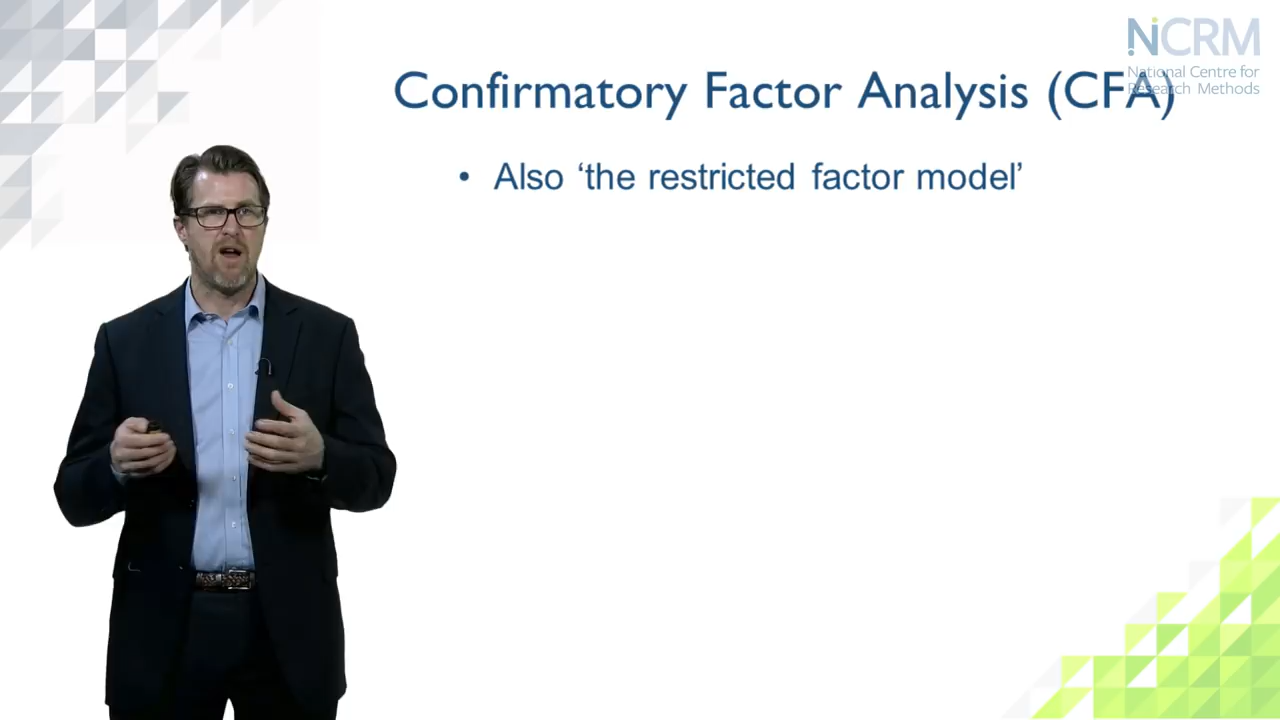 NCRM
National Centre for
Research Methods
Confirmatory Factor Analysis (CFA)
• Also ‘the restricted factor model’